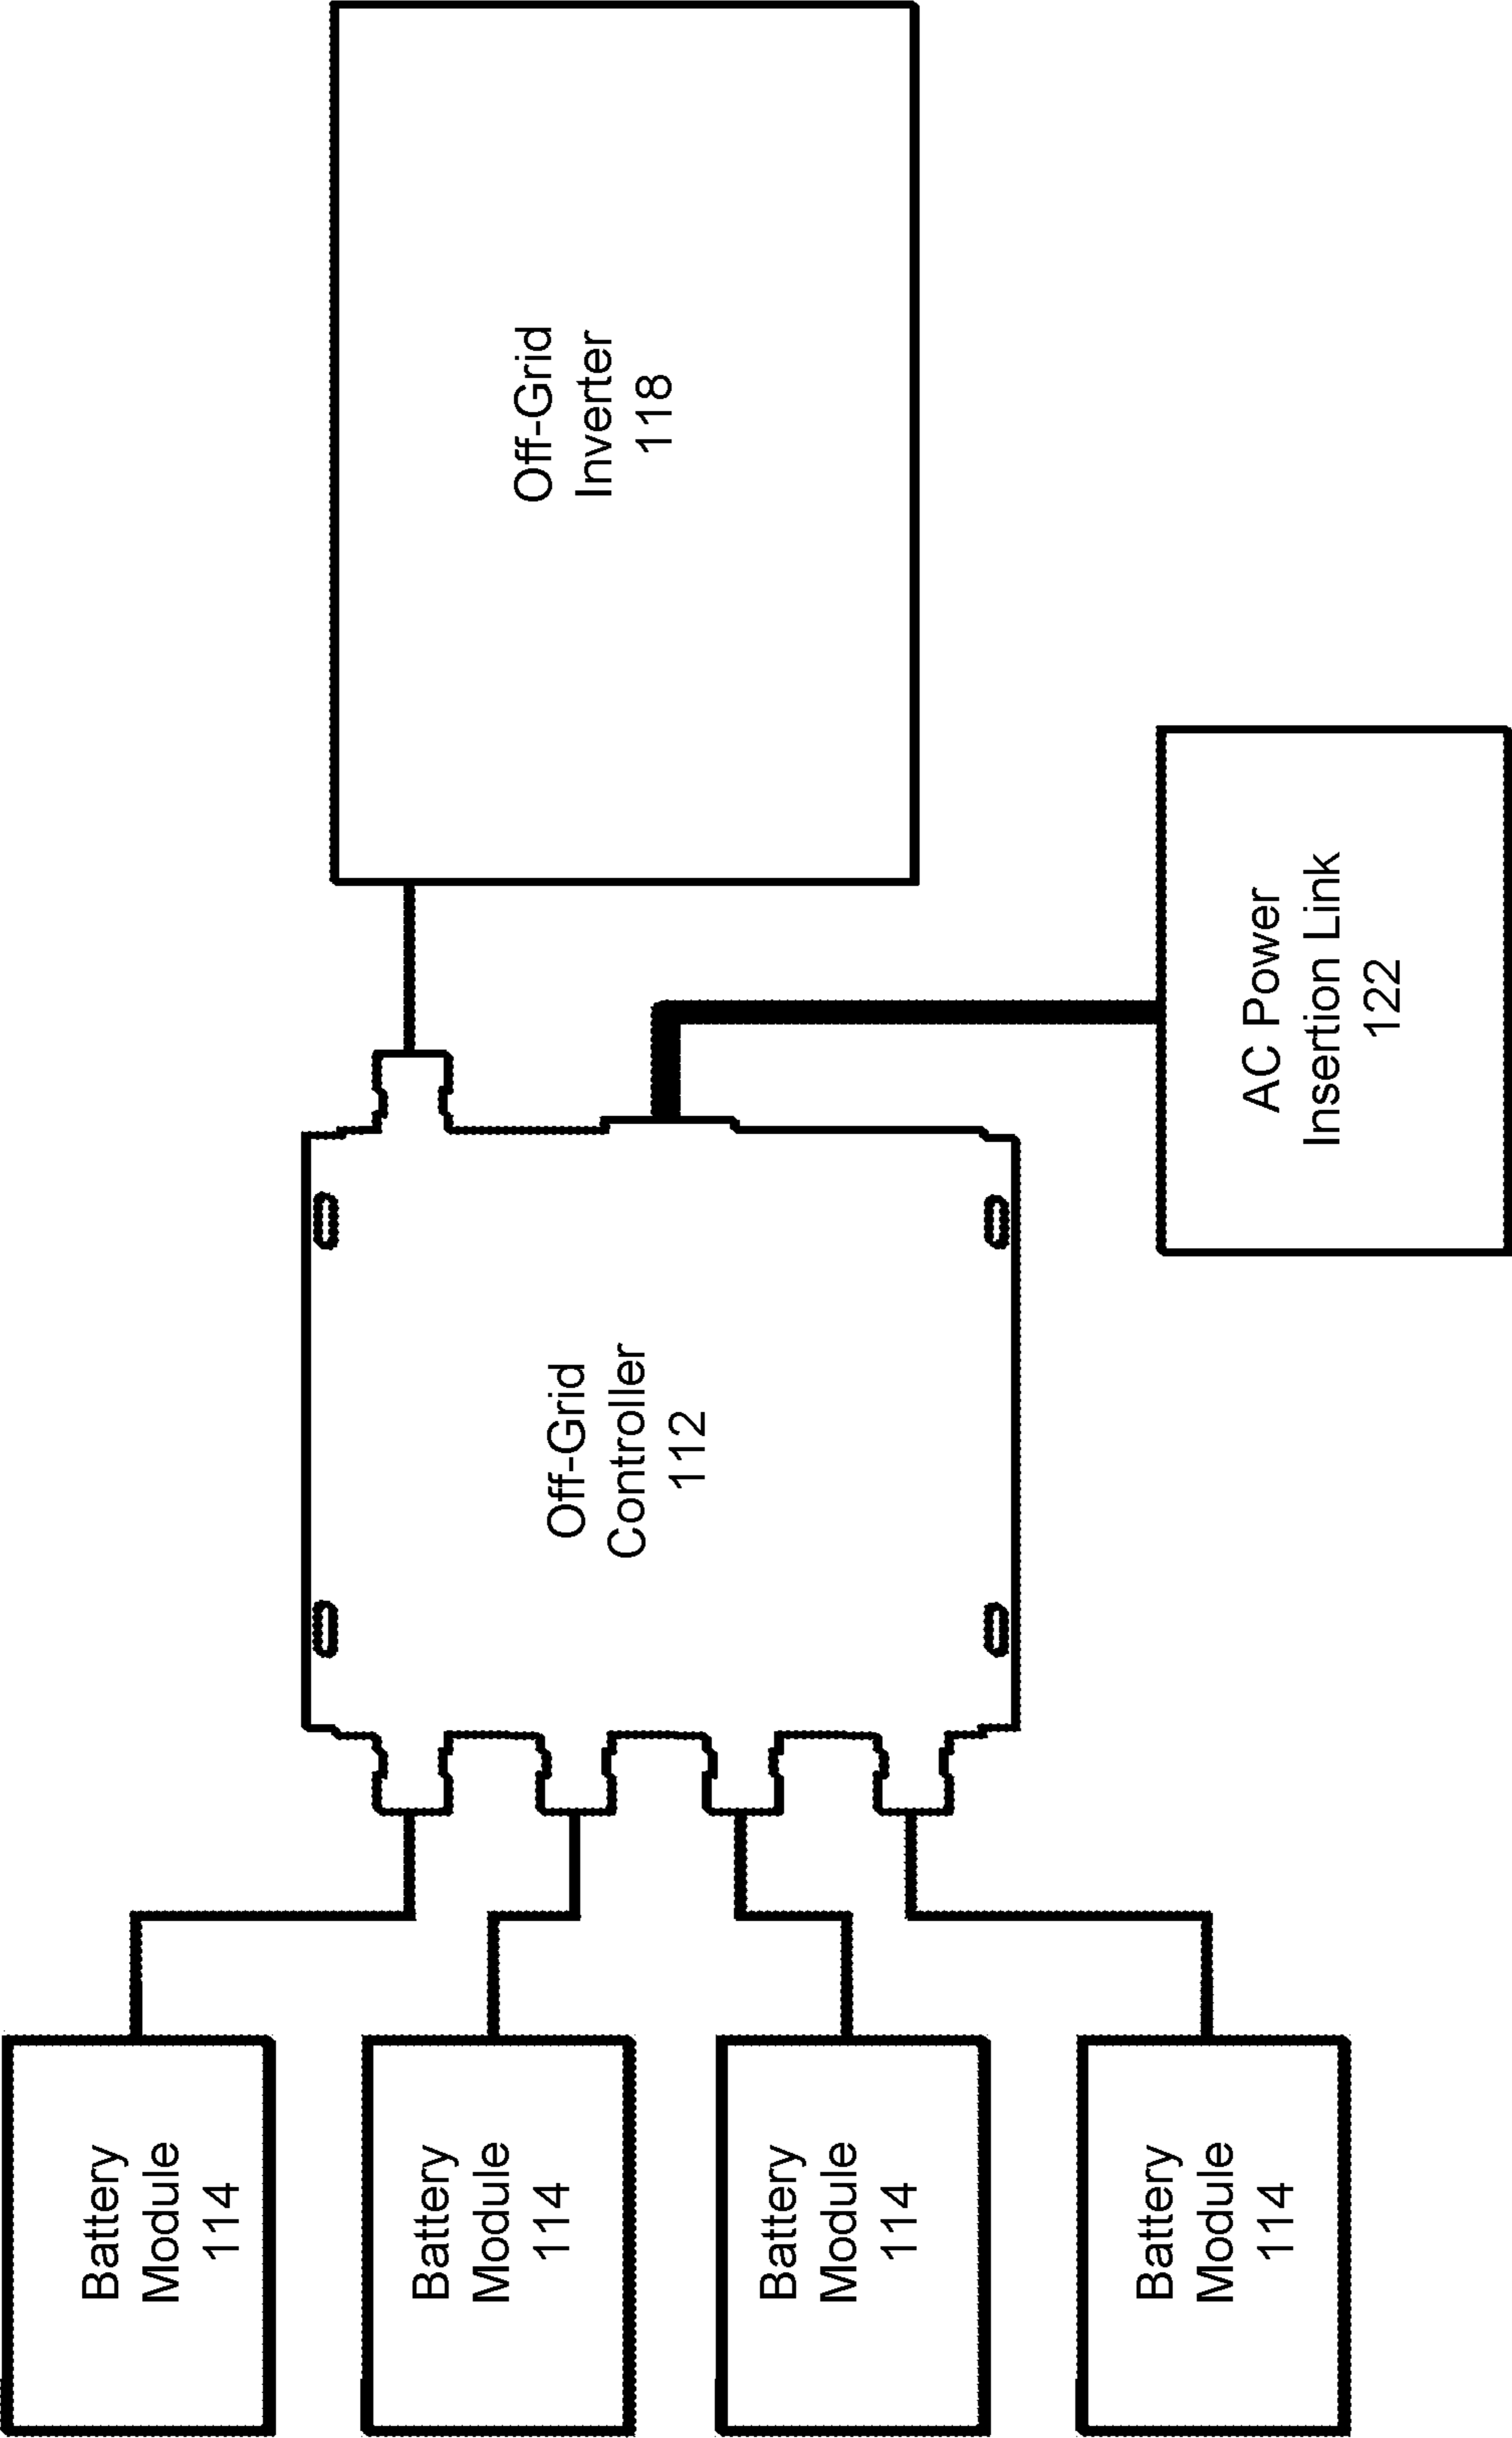 Off-Grid
Inverter
118
AC Power
Insertion Link
122
Off-Grid
Controller
112
Battery
Module
114
Battery
Module
114
Battery
Module
114
Battery
Module
114